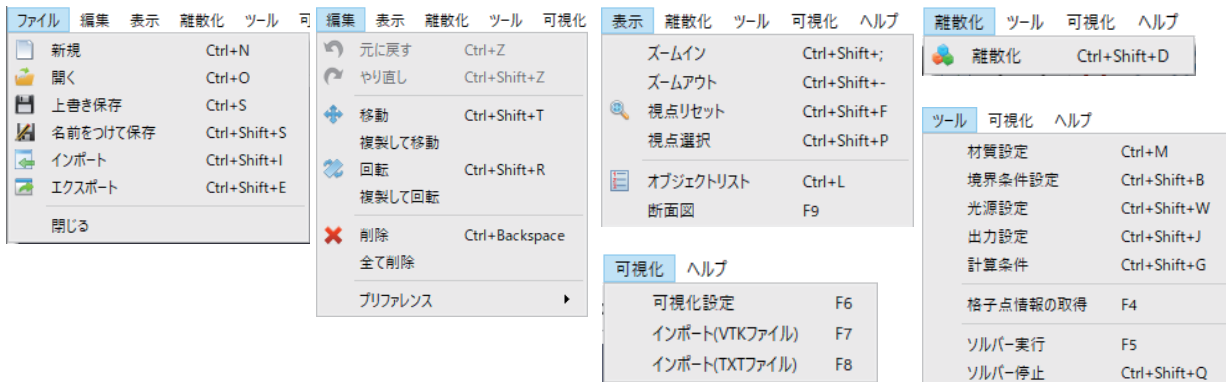 ファイル 編集 表示 離散化 ツール
新規 Ctrl+N
開く Ctrl+O
上書き保存 Ctrl+S
名前をつけて保存 Ctrl+Shift+S
インポート Ctrl+Shift+I
エクスポート Ctrl+Shift+E
閉じる
編集 表示 離散化 ツール 可視化
元に戻す Ctrl+Z
やり直し Ctrl+Shift+Z
移動 Ctrl+Shift+T
複製して移動
回転 Ctrl+Shift+R
複製して回転
削除 Ctrl+Backspace
全て削除
プリファレンス
表示 離散化 ツール 可視化 ヘルプ
ズームイン Ctrl+Shift+;
ズームアウト Ctrl+Shift+-
視点リセット Ctrl+Shift+F
視点選択 Ctrl+Shift+P
オブジェクトリスト Ctrl+L
断面図 F9
可視化 ヘルプ
可視化設定 F6
インポート(VTKファイル) F7
インポート(TXTファイル) F8
離散化 ツール 可視化 ヘルプ
離散化 Ctrl+Shift+D
ツール 可視化 ヘルプ
材質設定 Ctrl+M
境界条件設定 Ctrl+Shift+B
光源設定 Ctrl+Shift+W
出力設定 Ctrl+Shift+J
計算条件 Ctrl+Shift+G
格子点情報の取得 F4
ソルバー実行 F5
ソルバー停止 Ctrl+Shift+Q